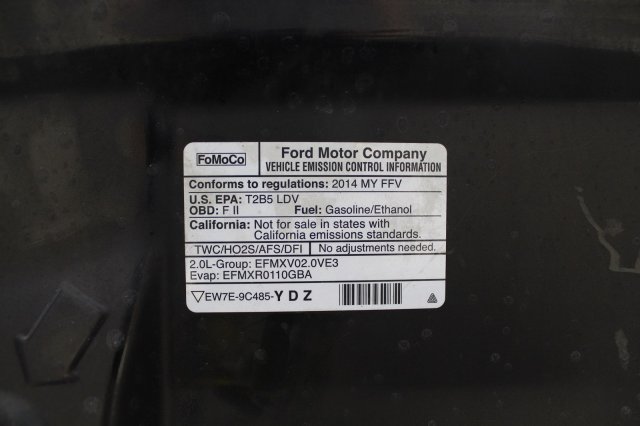 FoMoCo
Ford Motor Company
VEHICLE EMISSION CONTROL INFORMATION
Conforms to regulations: 2014 MY FFV
U.S. EPA: T2B5 LDV
OBD: F II Fuel: Gasoline/Ethanol
California: Not for sale in states with
California emissions standards.
TWC/HO2S/AFS/DFI No adjustments needed.
2.0L-Group: EFMXV02.0VE3
Evap: EFMXR0110GBA
EW7E-9C485-Y D Z